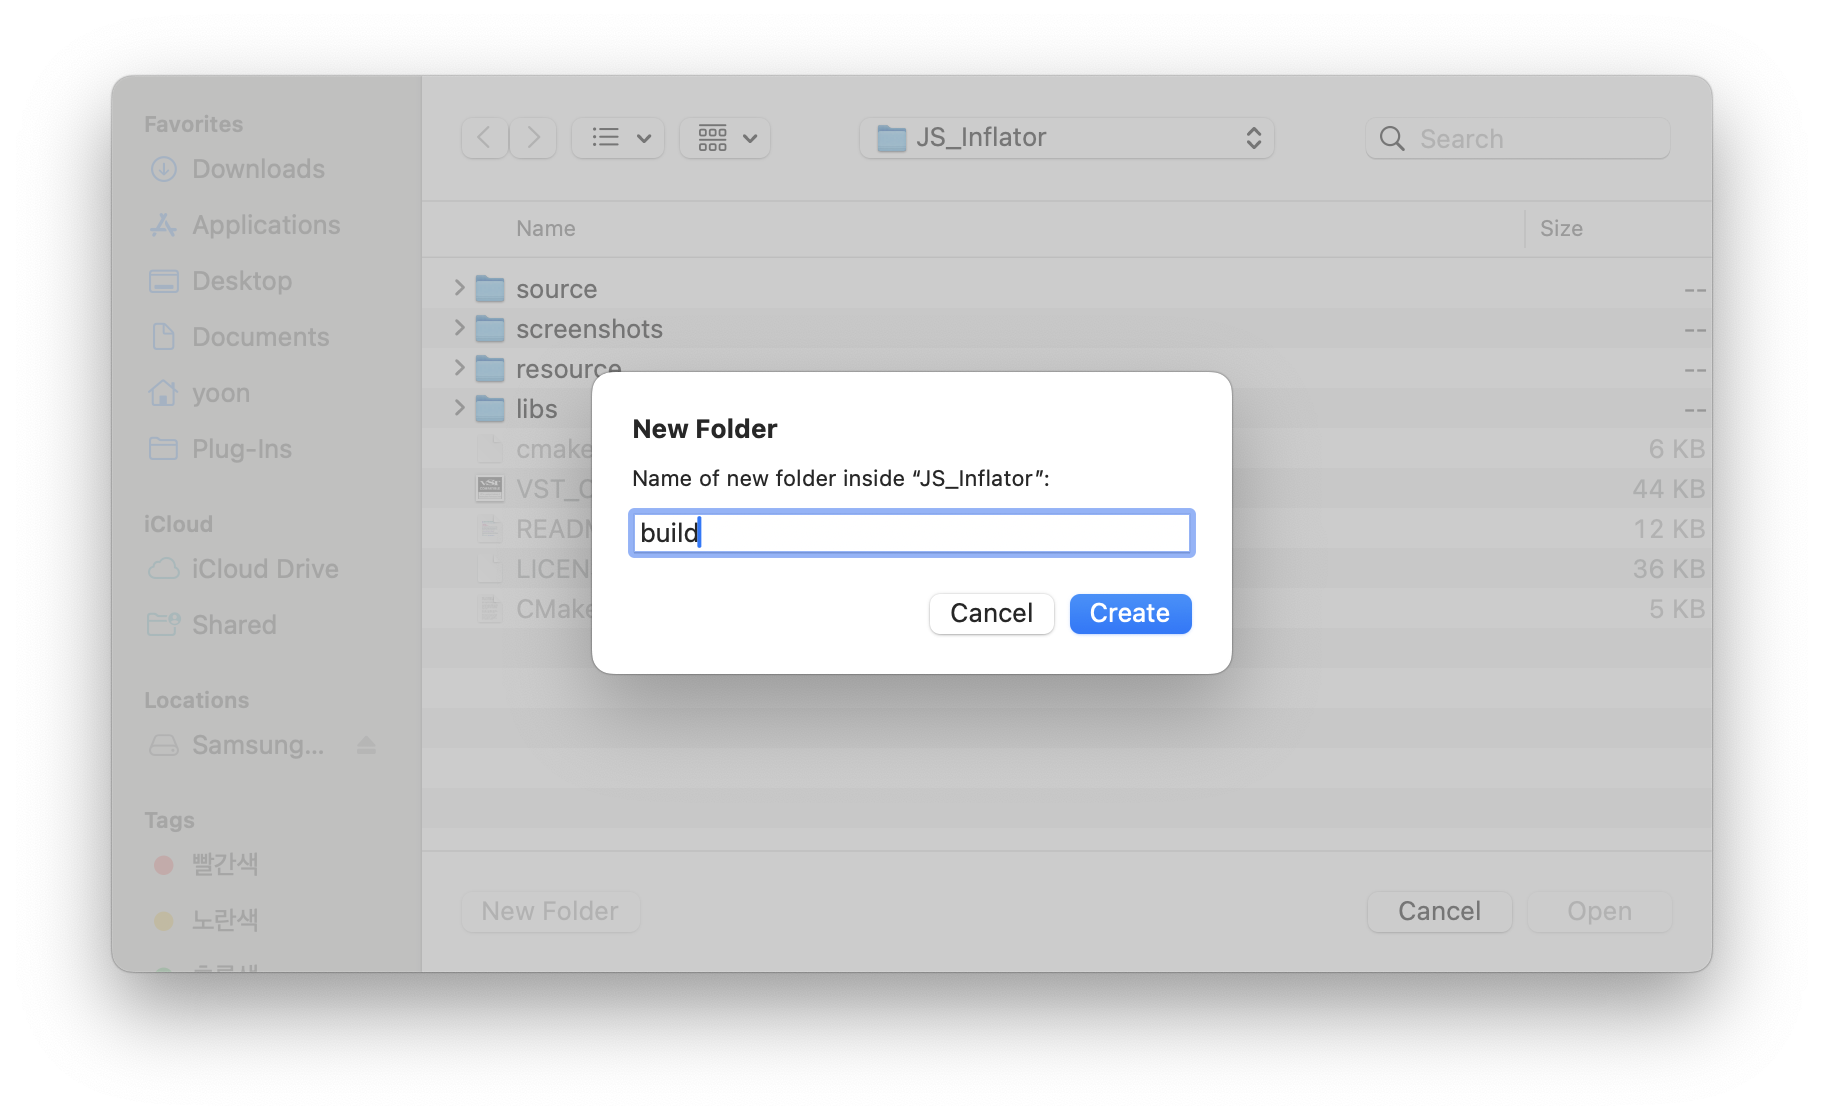 Favorites
Downloads
Applications
Desktop
Documents
yoon
Plug-Ins
iCloud
iCloud Drive
Shared
Locations
Samsung...
Tags
빨간색
노란색
JS_Inflator
Search
Name
Size
source
--
screenshots
--
resource
--
libs
--
cmake
6 KB
VST_C
44 KB
READM
12 KB
LICEN
36 KB
CMake
5 KB
New Folder
Name of new folder inside “JS_Inflator”:
build
Cancel
Create
New Folder
Cancel
Open